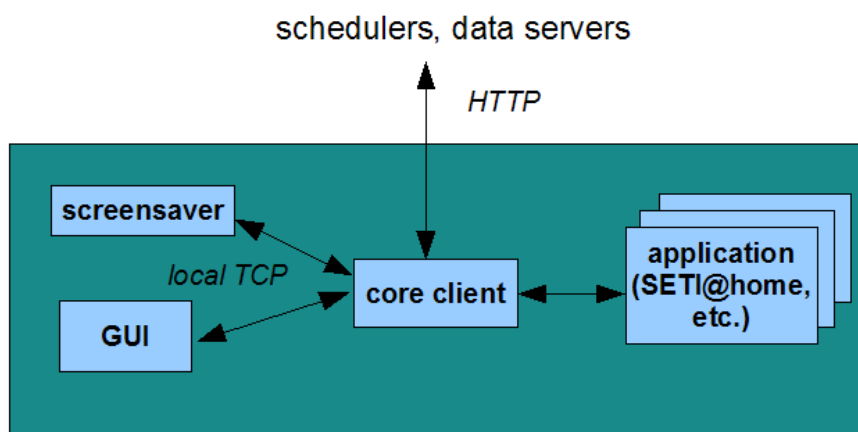 schedulers, data servers
HTTP
screensaver
local TCP
core client
GUI
application
(SETI@home,
etc.)